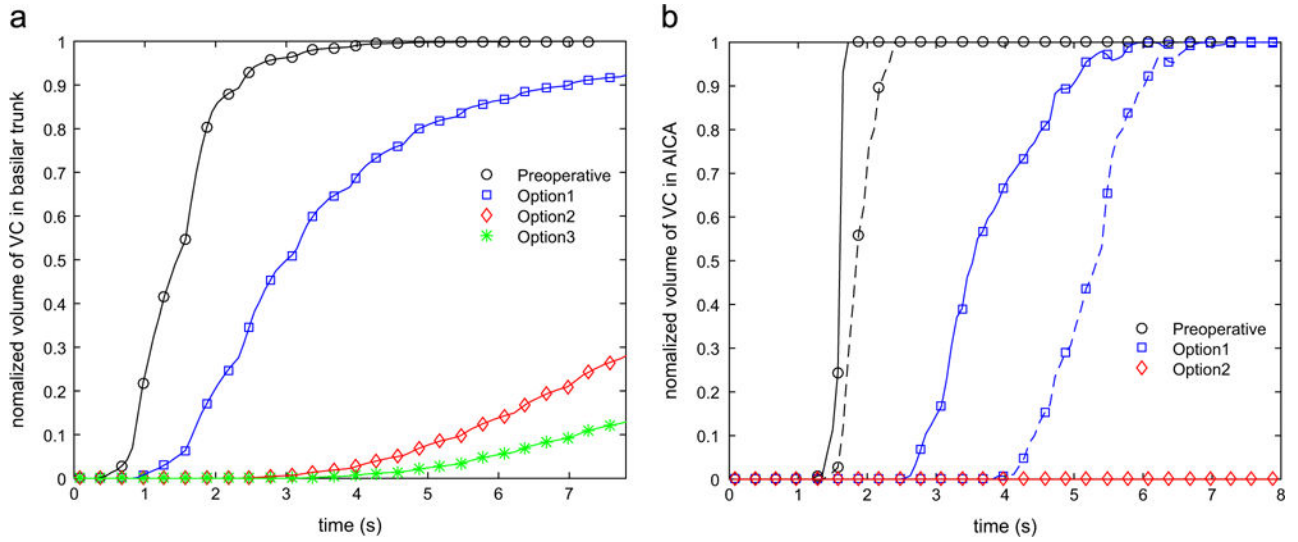 a
nomalized volume of VC in basilar trunk
1
0.9
0.8
0.7
0.6
0.5
0.4
0.3
0.2
0.1
0
0 1 2 3 4 5 6 7
time (s)
Preoperative
Option1
Option2
Option3
b
nomalized volume of VC in AICA
1
0.9
0.8
0.7
0.6
0.5
0.4
0.3
0.2
0.1
0
0 1 2 3 4 5 6 7 8
time (s)
Preoperative
Option1
Option2